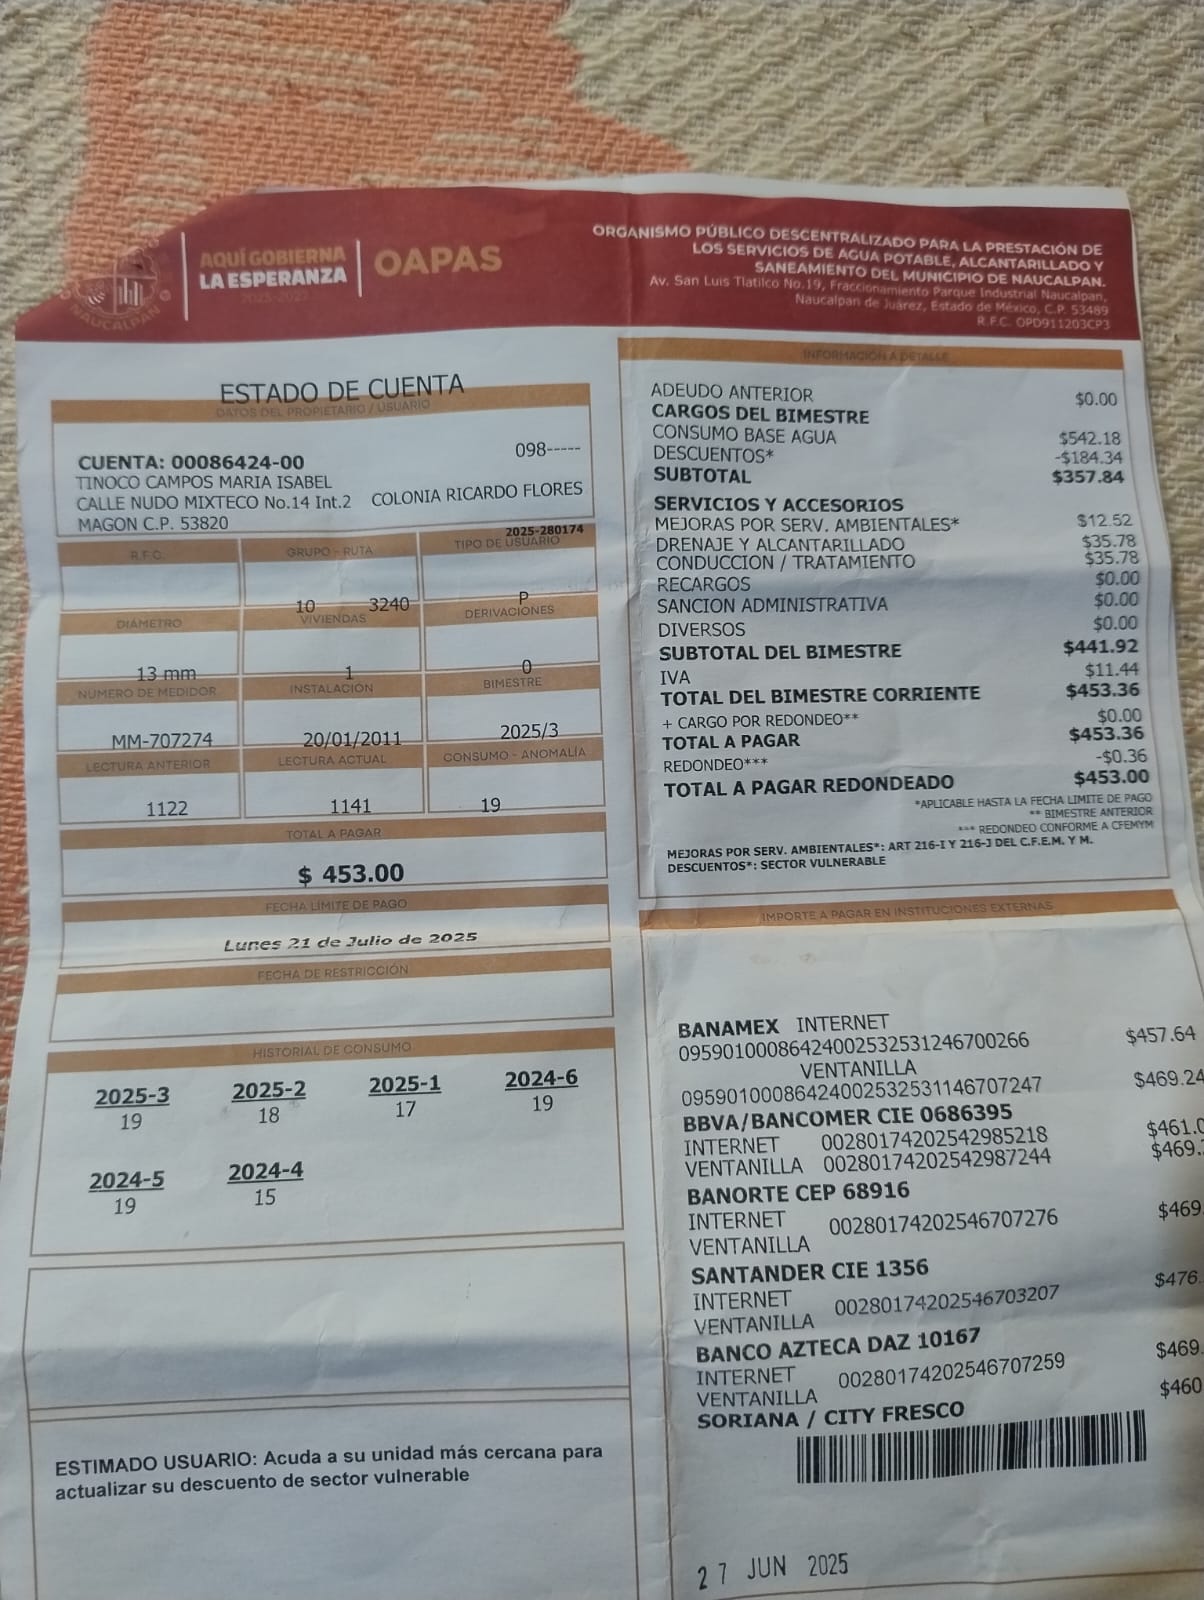 AQUÍ GOBIERNA
LA ESPERANZA
2025-2027
NAUCALPAN
OAPAS
ORGANISMO PÚBLICO DESCENTRALIZADO PARA LA PRESTACIÓN DE
LOS SERVICIOS DE AGUA POTABLE, ALCANTARILLADO Y
SANEAMIENTO DEL MUNICIPIO DE NAUCALPAN.
Av. San Luis Tlatilco No.19, Fraccionamiento Parque Industrial Naucalpan,
Naucalpan de Juárez, Estado de México, C.P. 53489
R.F.C. OPD911203CP3
ESTADO DE CUENTA
DATOS DEL PROPIETARIO / USUARIO
098-----
CUENTA: 00086424-00
TINOCO CAMPOS MARIA ISABEL
CALLE NUDO MIXTECO No.14 Int.2 COLONIA RICARDO FLORES
MAGON C.P. 53820
2025-280174
R.F.C. GRUPO - RUTA TIPO DE USUARIO
10 3240 P
DIÁMETRO VIVIENDAS DERIVACIONES
13 mm 1 0
NÚMERO DE MEDIDOR INSTALACIÓN BIMESTRE
MM-707274 20/01/2011 2025/3
LECTURA ANTERIOR LECTURA ACTUAL CONSUMO - ANOMALÍA
1122 1141 19
TOTAL A PAGAR
$ 453.00
FECHA LÍMITE DE PAGO
Lunes 21 de Julio de 2025
FECHA DE RESTRICCIÓN
HISTORIAL DE CONSUMO
2025-3 2025-2 2025-1 2024-6
19 18 17 19
2024-5 2024-4
19 15
ESTIMADO USUARIO: Acuda a su unidad más cercana para
actualizar su descuento de sector vulnerable
INFORMACIÓN A DETALLE
ADEUDO ANTERIOR $0.00
CARGOS DEL BIMESTRE
CONSUMO BASE AGUA $542.18
DESCUENTOS* -$184.34
SUBTOTAL $357.84
SERVICIOS Y ACCESORIOS
MEJORAS POR SERV. AMBIENTALES* $12.52
DRENAJE Y ALCANTARILLADO $35.78
CONDUCCION / TRATAMIENTO $35.78
RECARGOS $0.00
SANCION ADMINISTRATIVA $0.00
DIVERSOS $0.00
SUBTOTAL DEL BIMESTRE $441.92
IVA $11.44
TOTAL DEL BIMESTRE CORRIENTE $453.36
+ CARGO POR REDONDEO** $0.00
TOTAL A PAGAR $453.36
REDONDEO*** -$0.36
TOTAL A PAGAR REDONDEADO $453.00
*APLICABLE HASTA LA FECHA LIMITE DE PAGO
** BIMESTRE ANTERIOR
*** REDONDEO CONFORME A CFEMYM
MEJORAS POR SERV. AMBIENTALES*: ART 216-I Y 216-J DEL C.F.E.M. Y M.
DESCUENTOS*: SECTOR VULNERABLE
IMPORTE A PAGAR EN INSTITUCIONES EXTERNAS
BANAMEX INTERNET
09590100086424002532531246700266 $457.64
VENTANILLA
09590100086424002532531146707247 $469.24
BBVA/BANCOMER CIE 0686395
INTERNET 00280174202542985218 $461.0
VENTANILLA 00280174202542987244 $469.
BANORTE CEP 68916
INTERNET 00280174202546707276 $469.
VENTANILLA
SANTANDER CIE 1356
INTERNET 00280174202546703207 $476.
VENTANILLA
BANCO AZTECA DAZ 10167
INTERNET 00280174202546707259 $469.
VENTANILLA $460
SORIANA / CITY FRESCO
27 JUN 2025